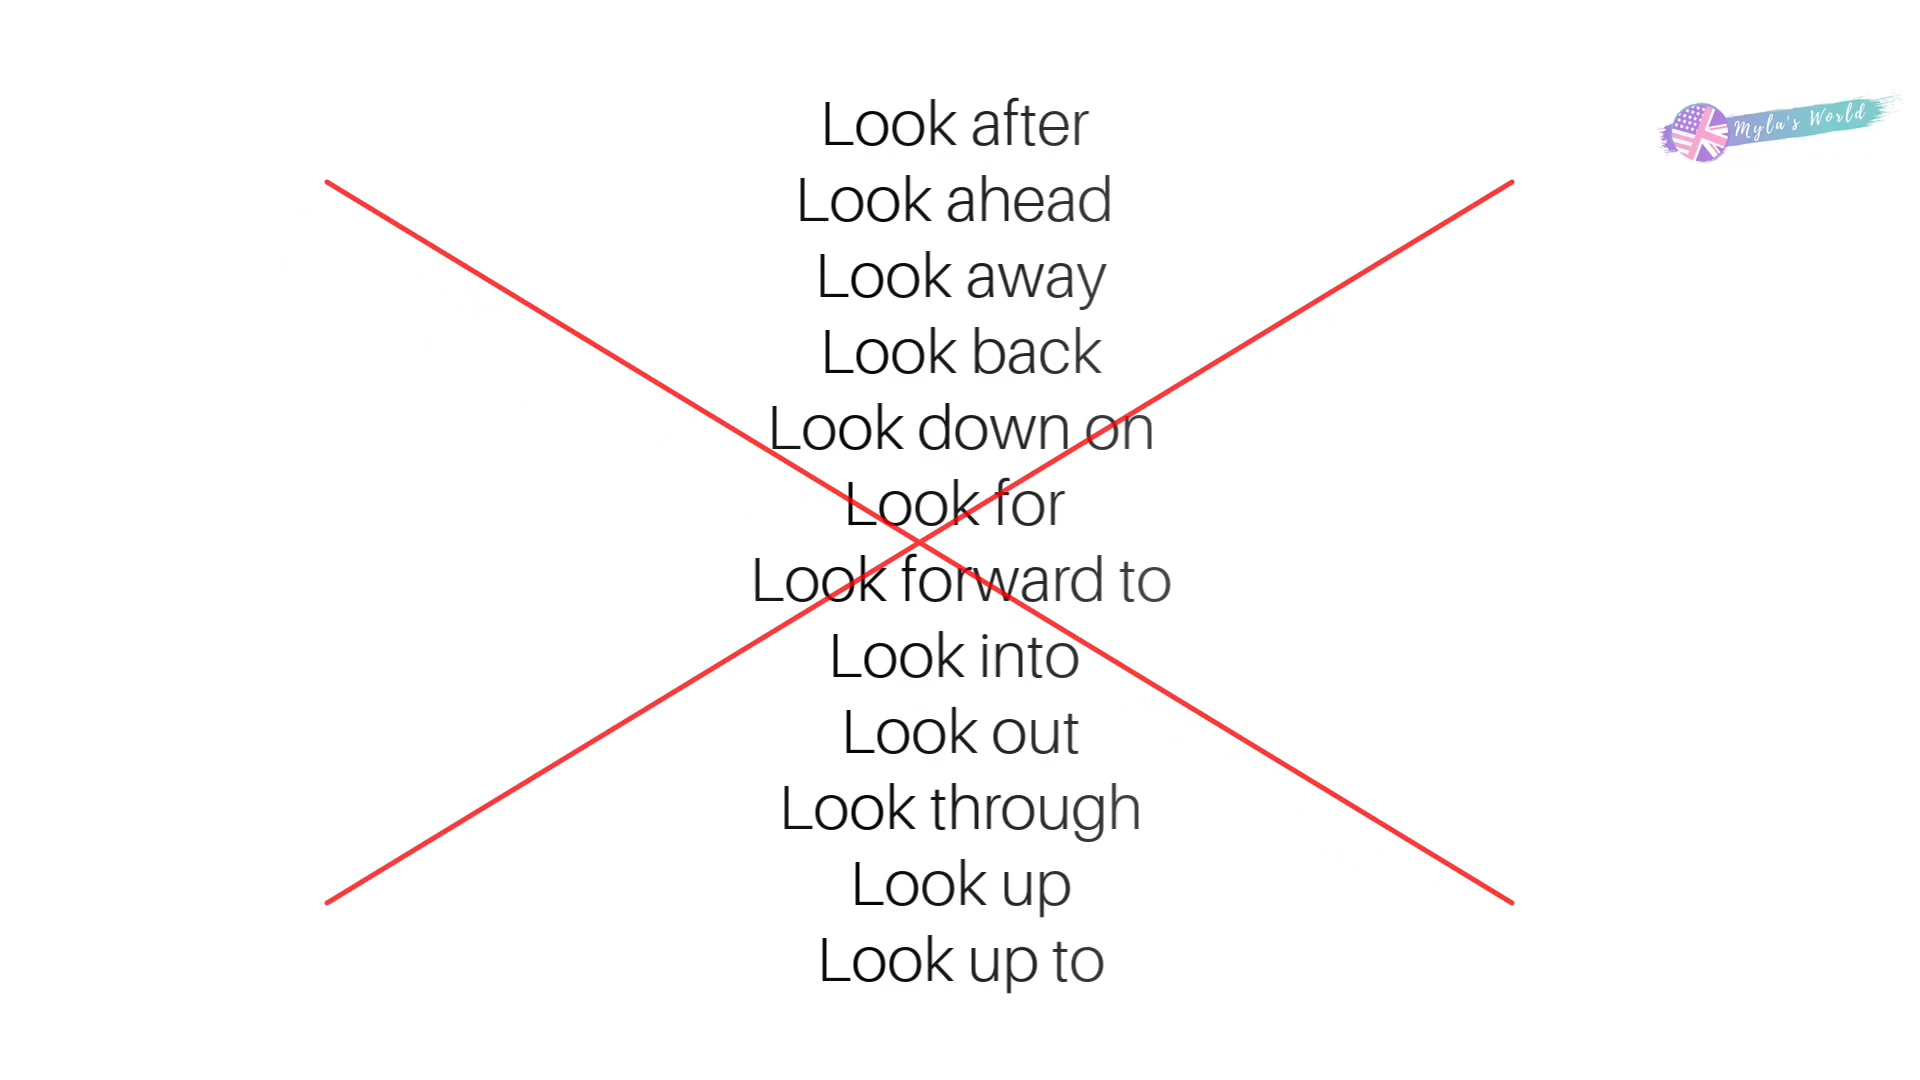 Look after
Myla's World
Look ahead
Look away
Look back
Look down on
Look for
Look forward to
Look into
Look out
Look through
Look up
Look up to